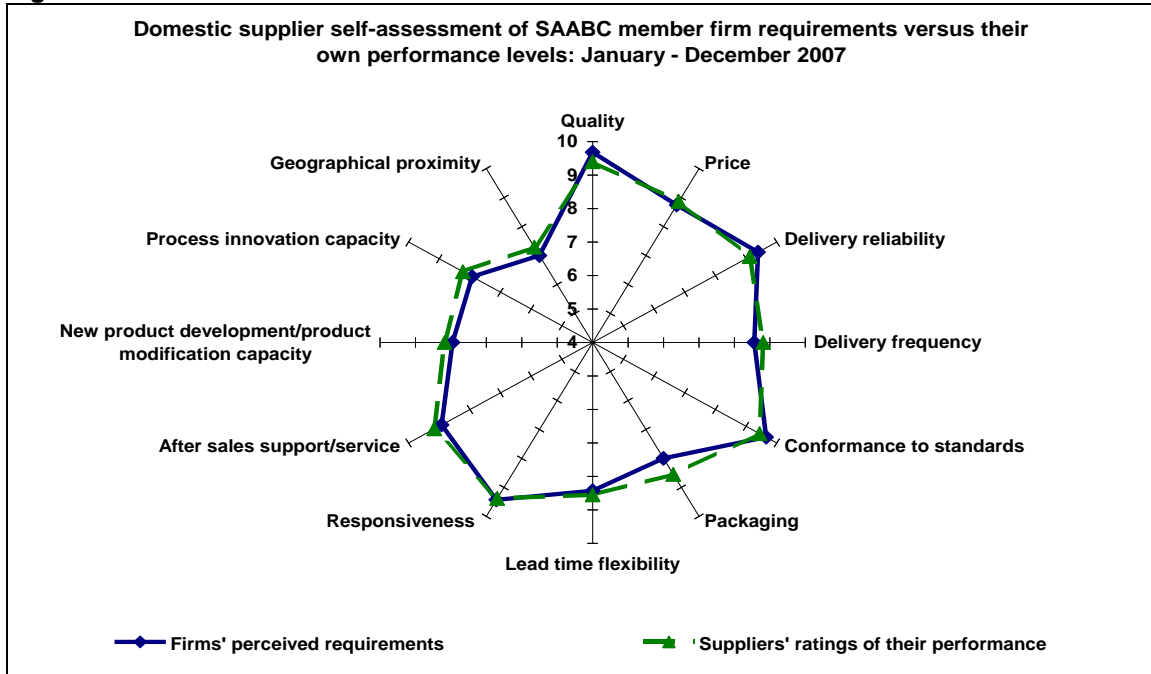 Domestic supplier self-assessment of SAABC member firm requirements versus their
own performance levels: January - December 2007
Quality
10
9
8
7
6
5
4
Price
Delivery reliability
Delivery frequency
Conformance to standards
Packaging
Lead time flexibility
Responsiveness
After sales support/service
New product development/product
modification capacity
Process innovation capacity
Geographical proximity
Firms' perceived requirements
Suppliers' ratings of their performance